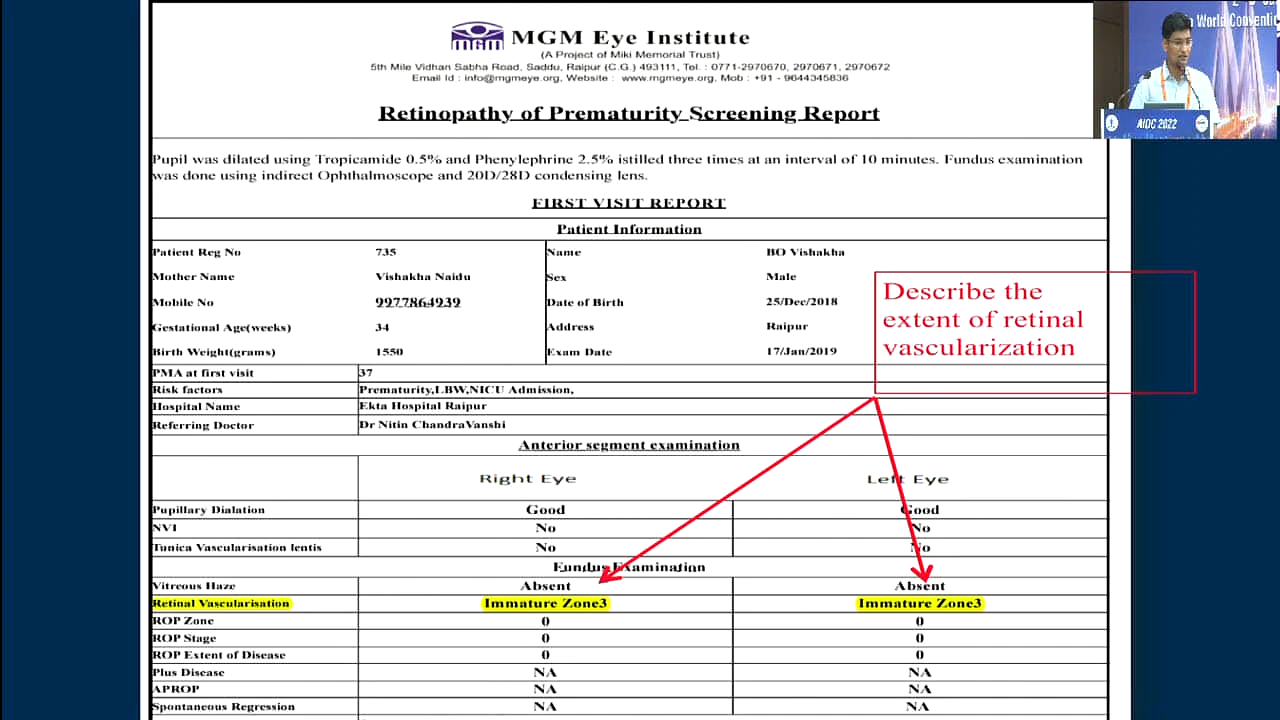 MGM Eye Institute
(A Project of Miki Memorial Trust)
5th Mile Vidhan Sabha Road, Saddu, Raipur (C.G.) 493111, Tel. : 0771-2970670, 2970671, 2970672
Email Id : info@mgmeye.org, Website : www.mgmeye.org, Mob : +91 - 9644345836
Retinopathy of Prematurity Screening Report
World Conventio
AIOC 2022
Pupil was dilated using Tropicamide 0.5% and Phenylephrine 2.5% istilled three times at an interval of 10 minutes. Fundus examination
was done using indirect Ophthalmoscope and 20D/28D condensing lens.
FIRST VISIT REPORT
Patient Information
Patient Reg No 735 Name BO Vishakha
Mother Name Vishakha Naidu Sex Male
Mobile No 9977864939 Date of Birth 25/Dec/2018
Gestational Age(weeks) 34 Address Raipur
Birth Weight(grams) 1550 Exam Date 17/Jan/2019
Describe the
extent of retinal
vascularization
PMA at first visit 37
Risk factors Prematurity,LBW,NICU Admission,
Hospital Name Ekta Hospital Raipur
Referring Doctor Dr Nitin ChandraVanshi
Anterior segment examination
Right Eye Left Eye
Pupillary Dialation Good Good
NVI No No
Tunica Vascularisation lentis No No
Fundus Examination
Vitreous Haze Absent Absent
Retinal Vascularisation Immature Zone3 Immature Zone3
ROP Zone 0 0
ROP Stage 0 0
ROP Extent of Disease 0 0
Plus Disease NA NA
APROP NA NA
Spontaneous Regression NA NA